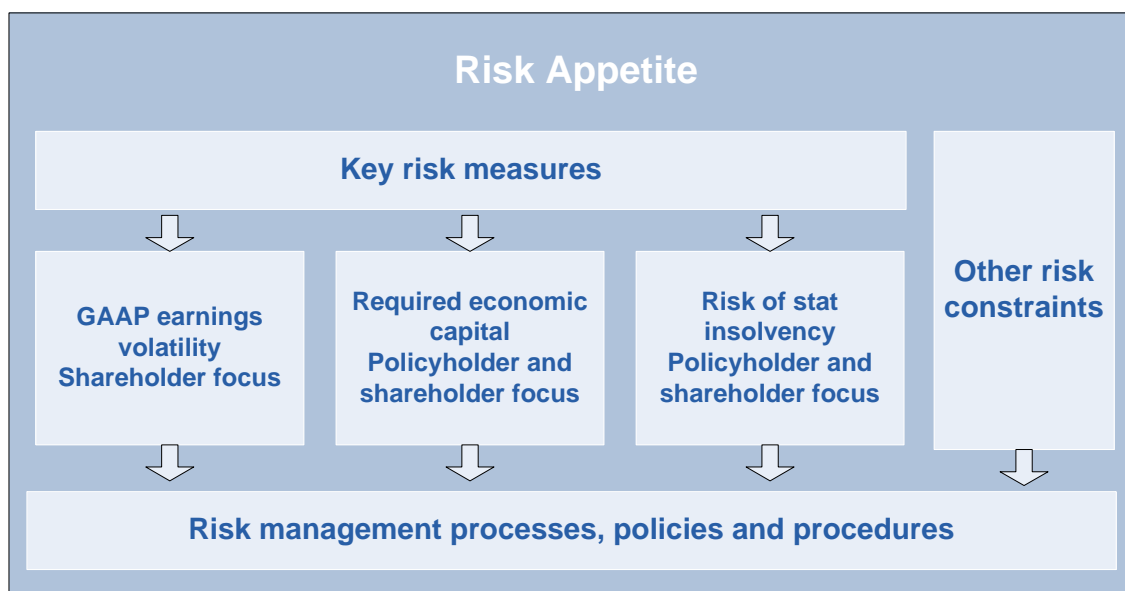 Risk Appetite
Key risk measures
GAAP earnings
volatility
Shareholder focus
Required economic
capital
Policyholder and
shareholder focus
Risk of stat
insolvency
Policyholder and
shareholder focus
Other risk
constraints
Risk management processes, policies and procedures